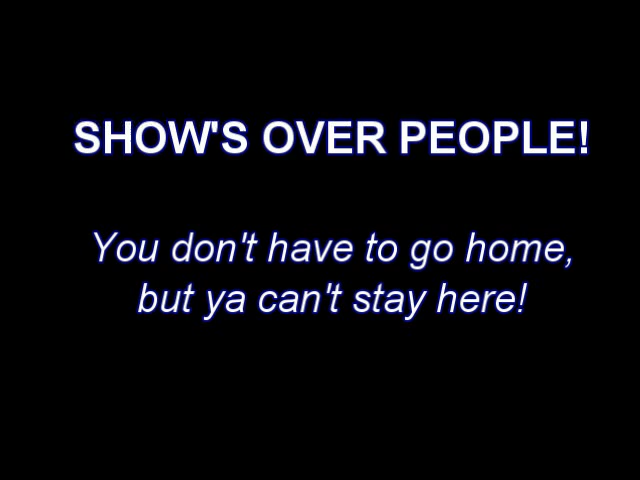 SHOW'S OVER PEOPLE!
You don't have to go home,
but ya can't stay here!